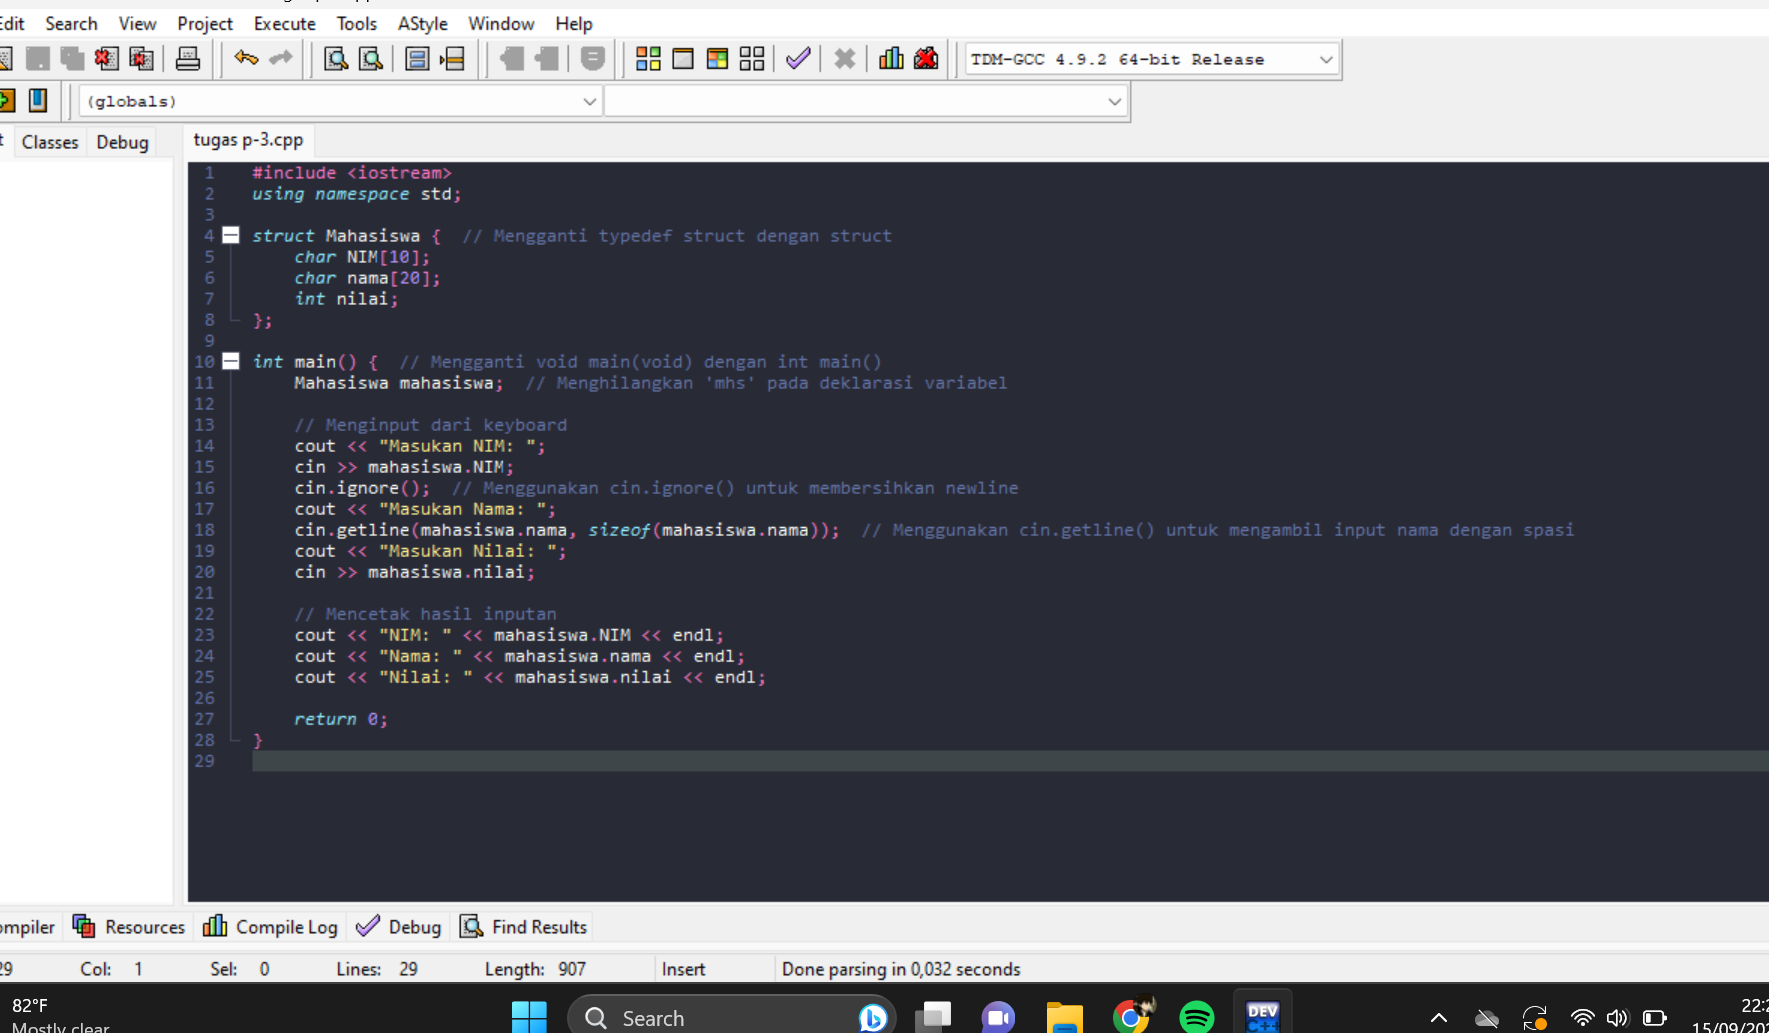 Edit Search View Project Execute Tools AStyle Window Help
TDM-GCC 4.9.2 64-bit Release
(globals)
Classes Debug tugas p-3.cpp
1 #include <iostream>
2 using namespace std;
3
4 struct Mahasiswa { // Mengganti typedef struct dengan struct
5 char NIM[10];
6 char nama[20];
7 int nilai;
8 };
9
10 int main() { // Mengganti void main(void) dengan int main()
11 Mahasiswa mahasiswa; // Menghilangkan 'mhs' pada deklarasi variabel
12
13 // Menginput dari keyboard
14 cout << "Masukan NIM: ";
15 cin >> mahasiswa.NIM;
16 cin.ignore(); // Menggunakan cin.ignore() untuk membersihkan newline
17 cout << "Masukan Nama: ";
18 cin.getline(mahasiswa.nama, sizeof(mahasiswa.nama)); // Menggunakan cin.getline() untuk mengambil input nama dengan spasi
19 cout << "Masukan Nilai: ";
20 cin >> mahasiswa.nilai;
21
22 // Mencetak hasil inputan
23 cout << "NIM: " << mahasiswa.NIM << endl;
24 cout << "Nama: " << mahasiswa.nama << endl;
25 cout << "Nilai: " << mahasiswa.nilai << endl;
26
27 return 0;
28 }
29
ompiler Resources Compile Log Debug Find Results
29 Col: 1 Sel: 0 Lines: 29 Length: 907 Insert Done parsing in 0,032 seconds
82°F
Mostly clear
Search
DEV
C++
22:2
15/09/202